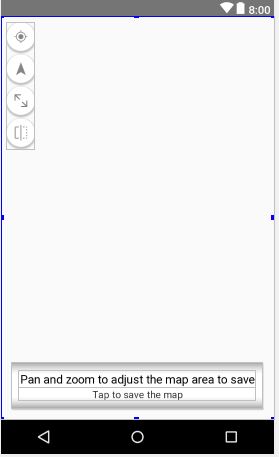 8:00
Pan and zoom to adjust the map area to save
Tap to save the map